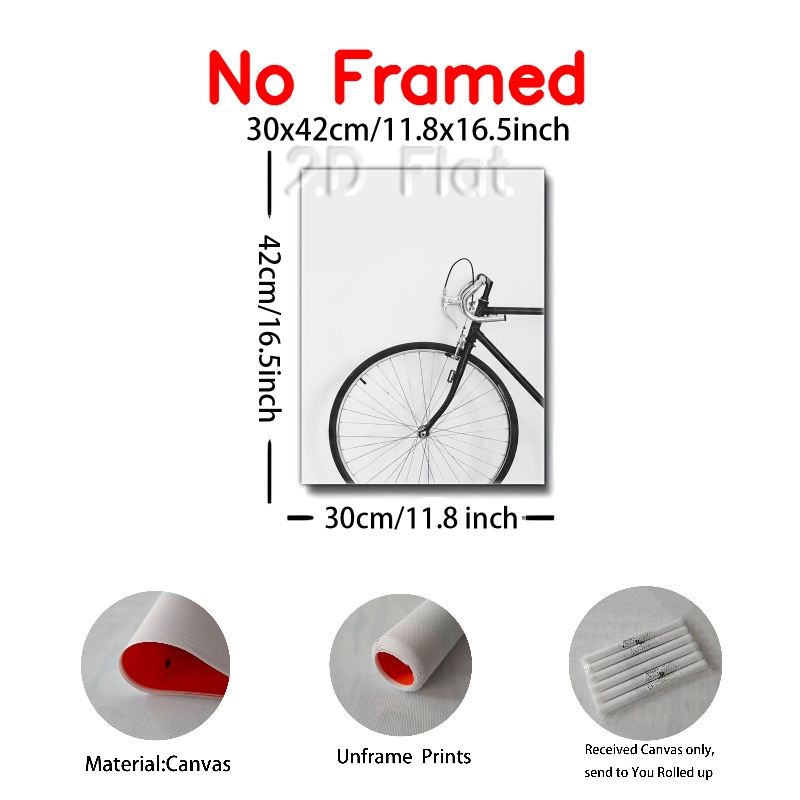 No Framed
30x42cm/11.8x16.5inch
2.D Flat.
42cm/16.5inch
30cm/11.8 inch
Material:Canvas
Unframe Prints
Received Canvas only,
send to You Rolled up